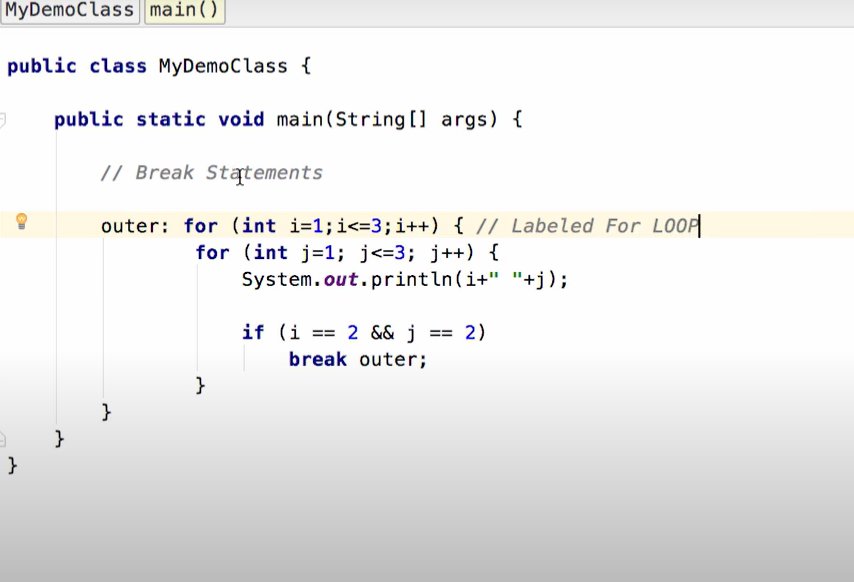 MyDemoClass main()
public class MyDemoClass {
public static void main(String[] args) {
// Break Statements
outer: for (int i=1;i<=3;i++) { // Labeled For LOOP
for (int j=1; j<=3; j++) {
System.out.println(i+" "+j);
if (i == 2 && j == 2)
break outer;
}
}
}
}